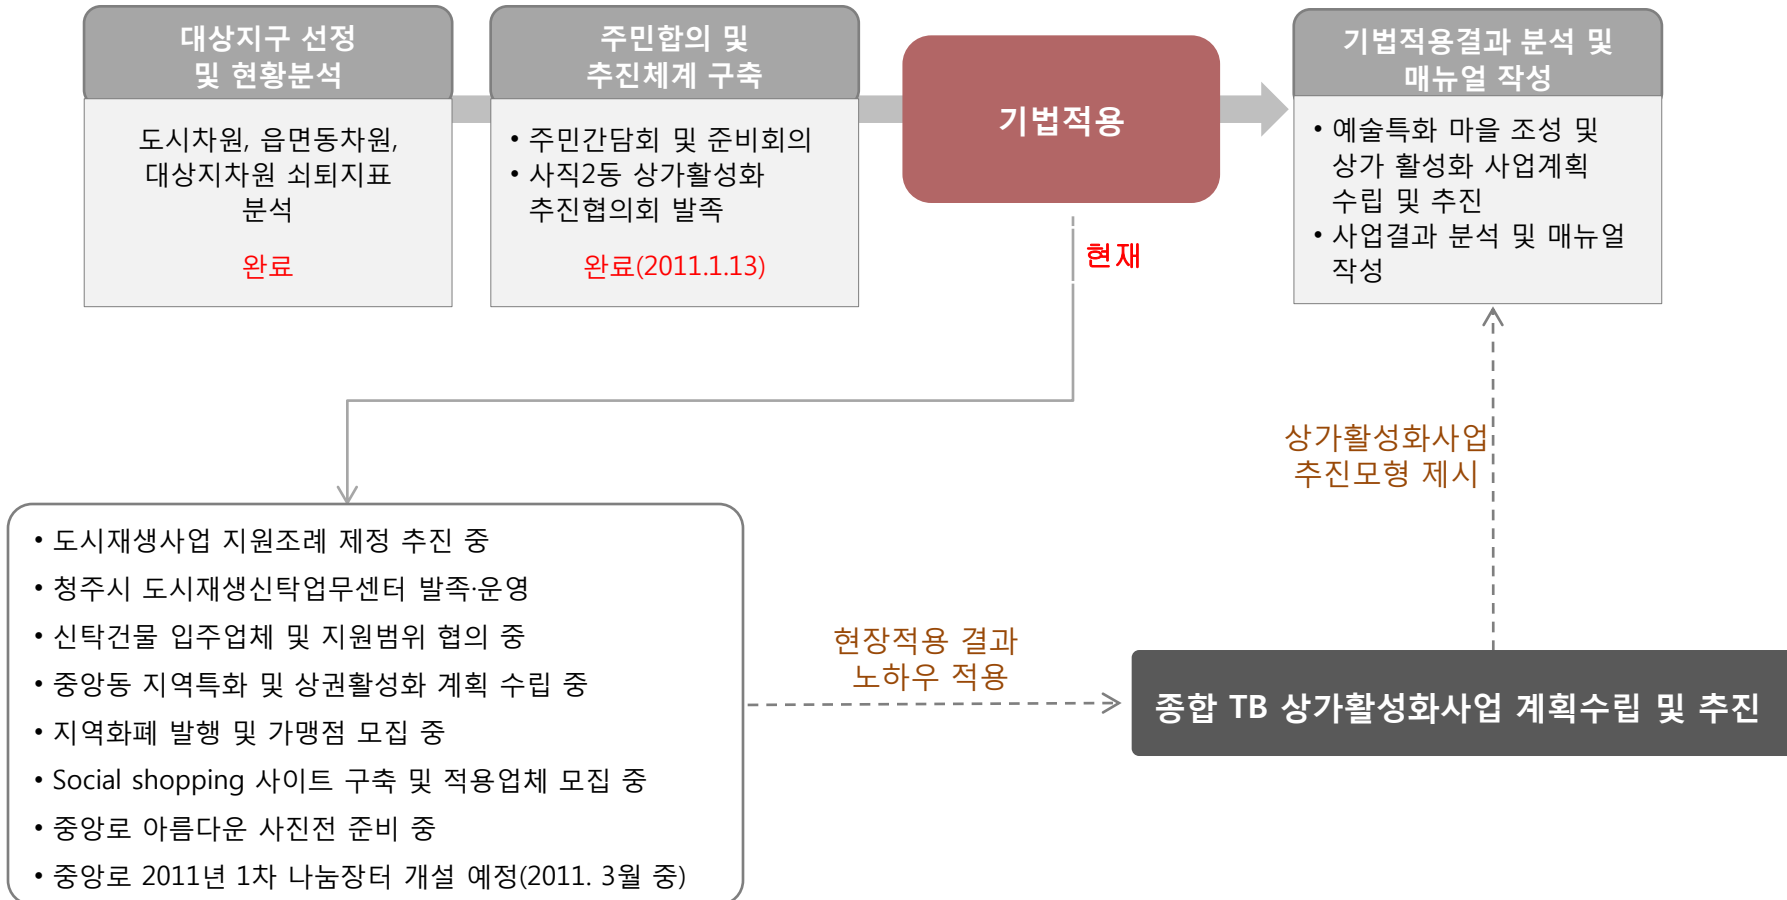 대상지구 선정
및 현황분석
도시차원, 읍면동차원,
대상지차원 쇠퇴지표
분석
완료
주민합의 및
추진체계 구축
• 주민간담회 및 준비회의
• 사직2동 상가활성화
추진협의회 발족
완료(2011.1.13)
기법적용
현재
기법적용결과 분석 및
매뉴얼 작성
• 예술특화 마을 조성 및
상가 활성화 사업계획
수립 및 추진
• 사업결과 분석 및 매뉴얼
작성
상가활성화사업
추진모형 제시
• 도시재생사업 지원조례 제정 추진 중
• 청주시 도시재생신탁업무센터 발족·운영
• 신탁건물 입주업체 및 지원범위 협의 중
• 중앙동 지역특화 및 상권활성화 계획 수립 중
• 지역화폐 발행 및 가맹점 모집 중
• Social shopping 사이트 구축 및 적용업체 모집 중
• 중앙로 아름다운 사진전 준비 중
• 중앙로 2011년 1차 나눔장터 개설 예정(2011. 3월 중)
현장적용 결과
노하우 적용
종합 TB 상가활성화사업 계획수립 및 추진